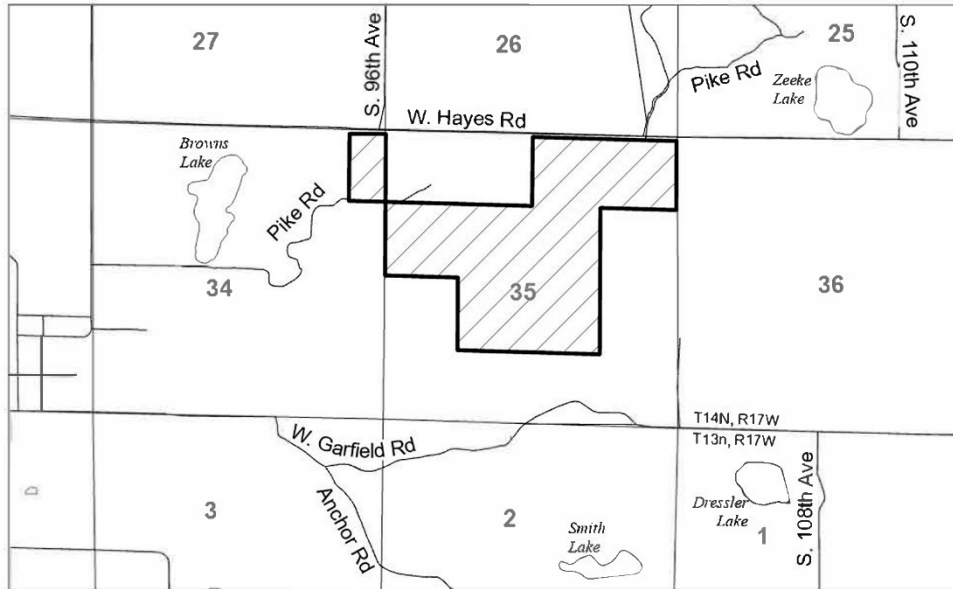 27
S. 96th Ave
26
25
S. 110th Ave
Pike Rd
Zeeke
Lake
W. Hayes Rd
Browns
Lake
Pike Rd
34
35
36
T14N, R17W
T13n, R17W
W. Garfield Rd
Anchor Rd
3
2
Smith
Lake
Dressler
Lake
1
S. 108th Ave